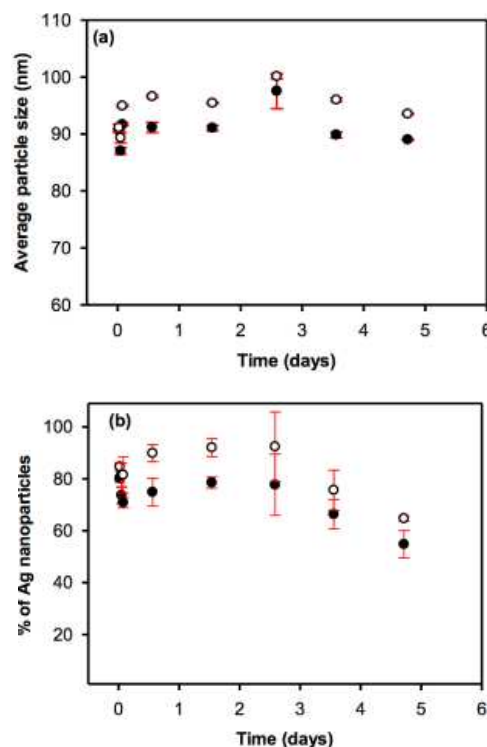 (a)
110
100
90
80
70
60
Average particle size (nm)
0 1 2 3 4 5 6
Time (days)
(b)
100
80
60
40
20
% of Ag nanoparticles
0 1 2 3 4 5 6
Time (days)